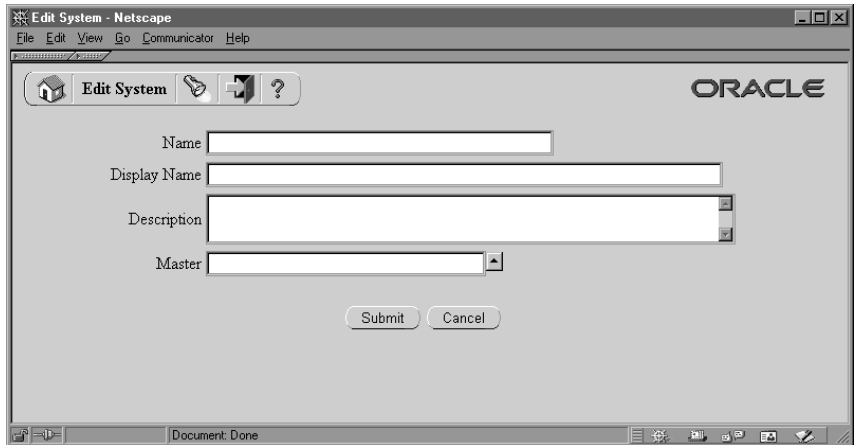 Edit System - Netscape
File Edit View Go Communicator Help
Edit System ?
ORACLE
Name
Display Name
Description
Master
Submit Cancel
Document: Done